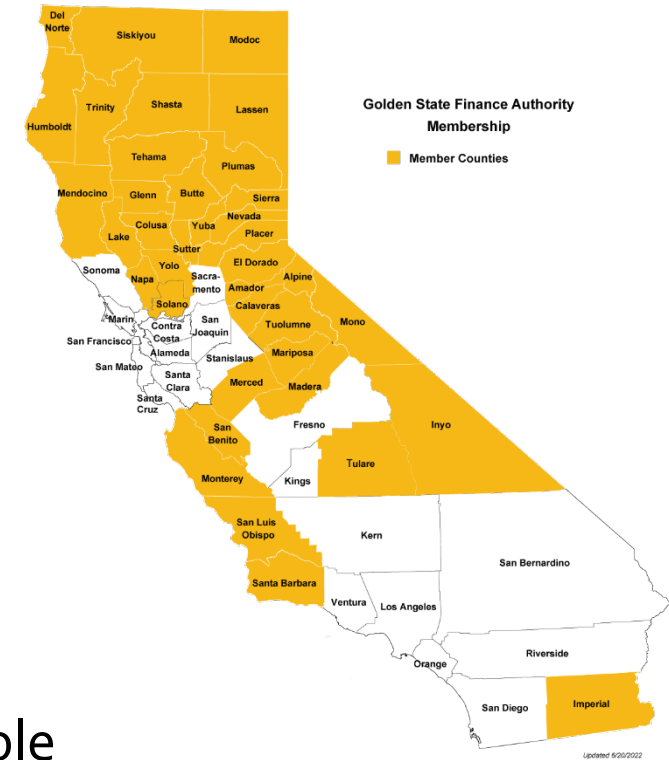 Del
Norte
Siskiyou
Modoc
Golden State Finance Authority
Membership
Member Counties
Humboldt
Trinity
Shasta
Lassen
Tehama
Plumas
Mendocino
Glenn
Butte
Sierra
Nevada
Lake
Colusa
Yuba
Placer
Sutter
Sonoma
Napa
Yolo
Sacra-
mento
El Dorado
Alpine
Solano
Amador
Calaveras
Marin
Contra
Costa
San
Joaquin
Tuolumne
Mono
San Francisco
Alameda
Stanislaus
Mariposa
San Mateo
Santa
Clara
Merced
Madera
Santa
Cruz
San
Benito
Fresno
Inyo
Monterey
Kings
Tulare
San Luis
Obispo
Kern
San Bernardino
Santa Barbara
Ventura
Los Angeles
Orange
Riverside
San Diego
Imperial
ple
Updated 6/20/2022